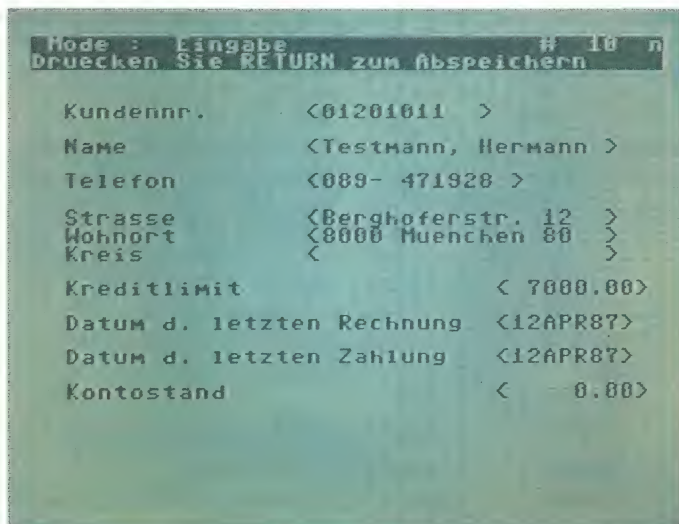 Mode : Eingabe # 10 n
Druecken Sie RETURN zum Abspeichern
Kundennr. <01201011 >
Name <Testmann, Hermann >
Telefon <089- 471928 >
Strasse <Berghoferstr. 12 >
Wohnort <8000 Muenchen 80 >
Kreis < >
Kreditlimit < 7000.00>
Datum d. letzten Rechnung <12APR87>
Datum d. letzten Zahlung <12APR87>
Kontostand < 0.00>